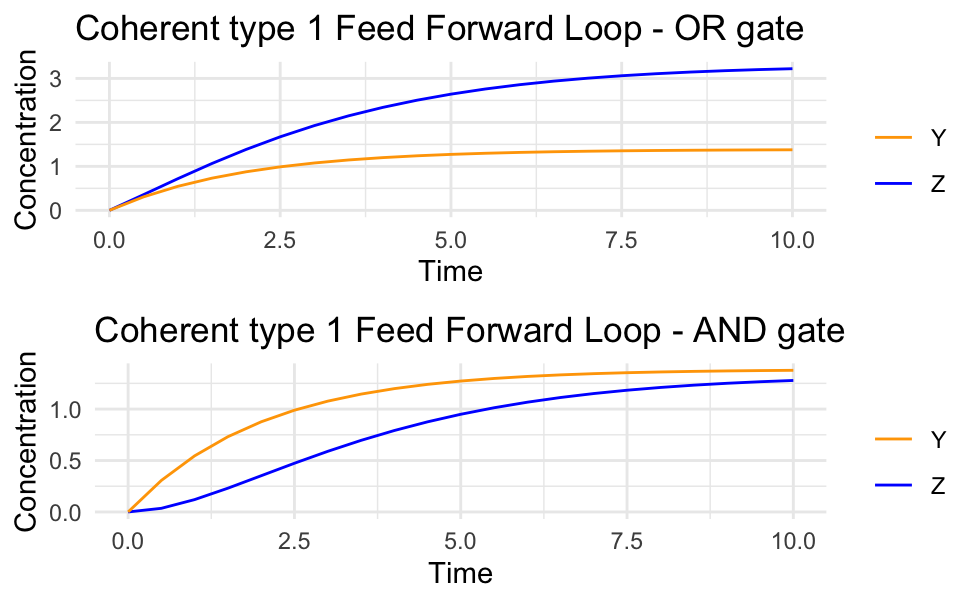 Coherent type 1 Feed Forward Loop - OR gate
Concentration
3
2
1
0
0.0 2.5 5.0 7.5 10.0
Time
Y
Z
Coherent type 1 Feed Forward Loop - AND gate
Concentration
1.0
0.5
0.0
0.0 2.5 5.0 7.5 10.0
Time
Y
Z